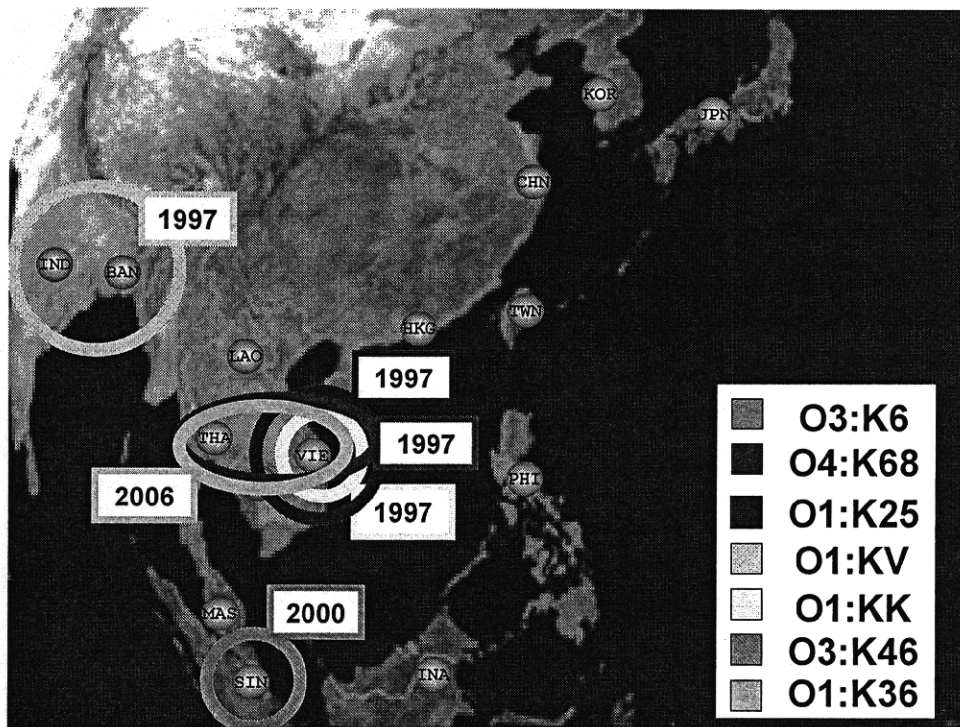 KOR
JPN
CHN
1997
IND
BAN
TWN
HKG
LAO
1997
O3:K6
THA
VIE
1997
O4:K68
PHI
2006
1997
O1:K25
O1:KV
MAS
2000
O1:KK
O3:K46
SIN
INA
O1:K36